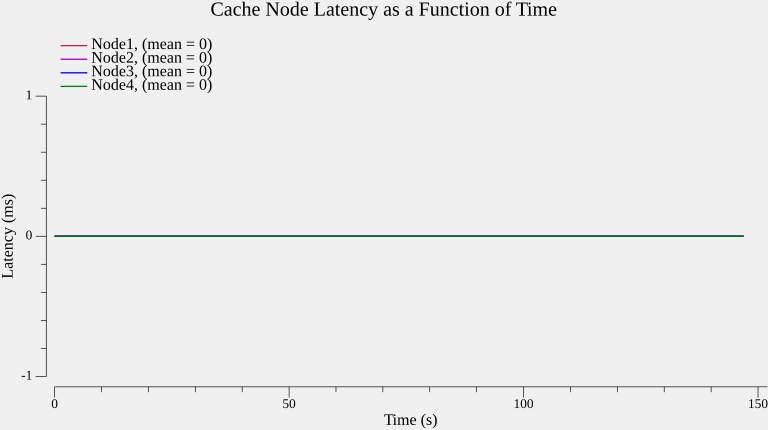 Cache Node Latency as a Function of Time
Node1, (mean = 0)
Node2, (mean = 0)
Node3, (mean = 0)
Node4, (mean = 0)
1
0
-1
Latency (ms)
0 50 100 150
Time (s)